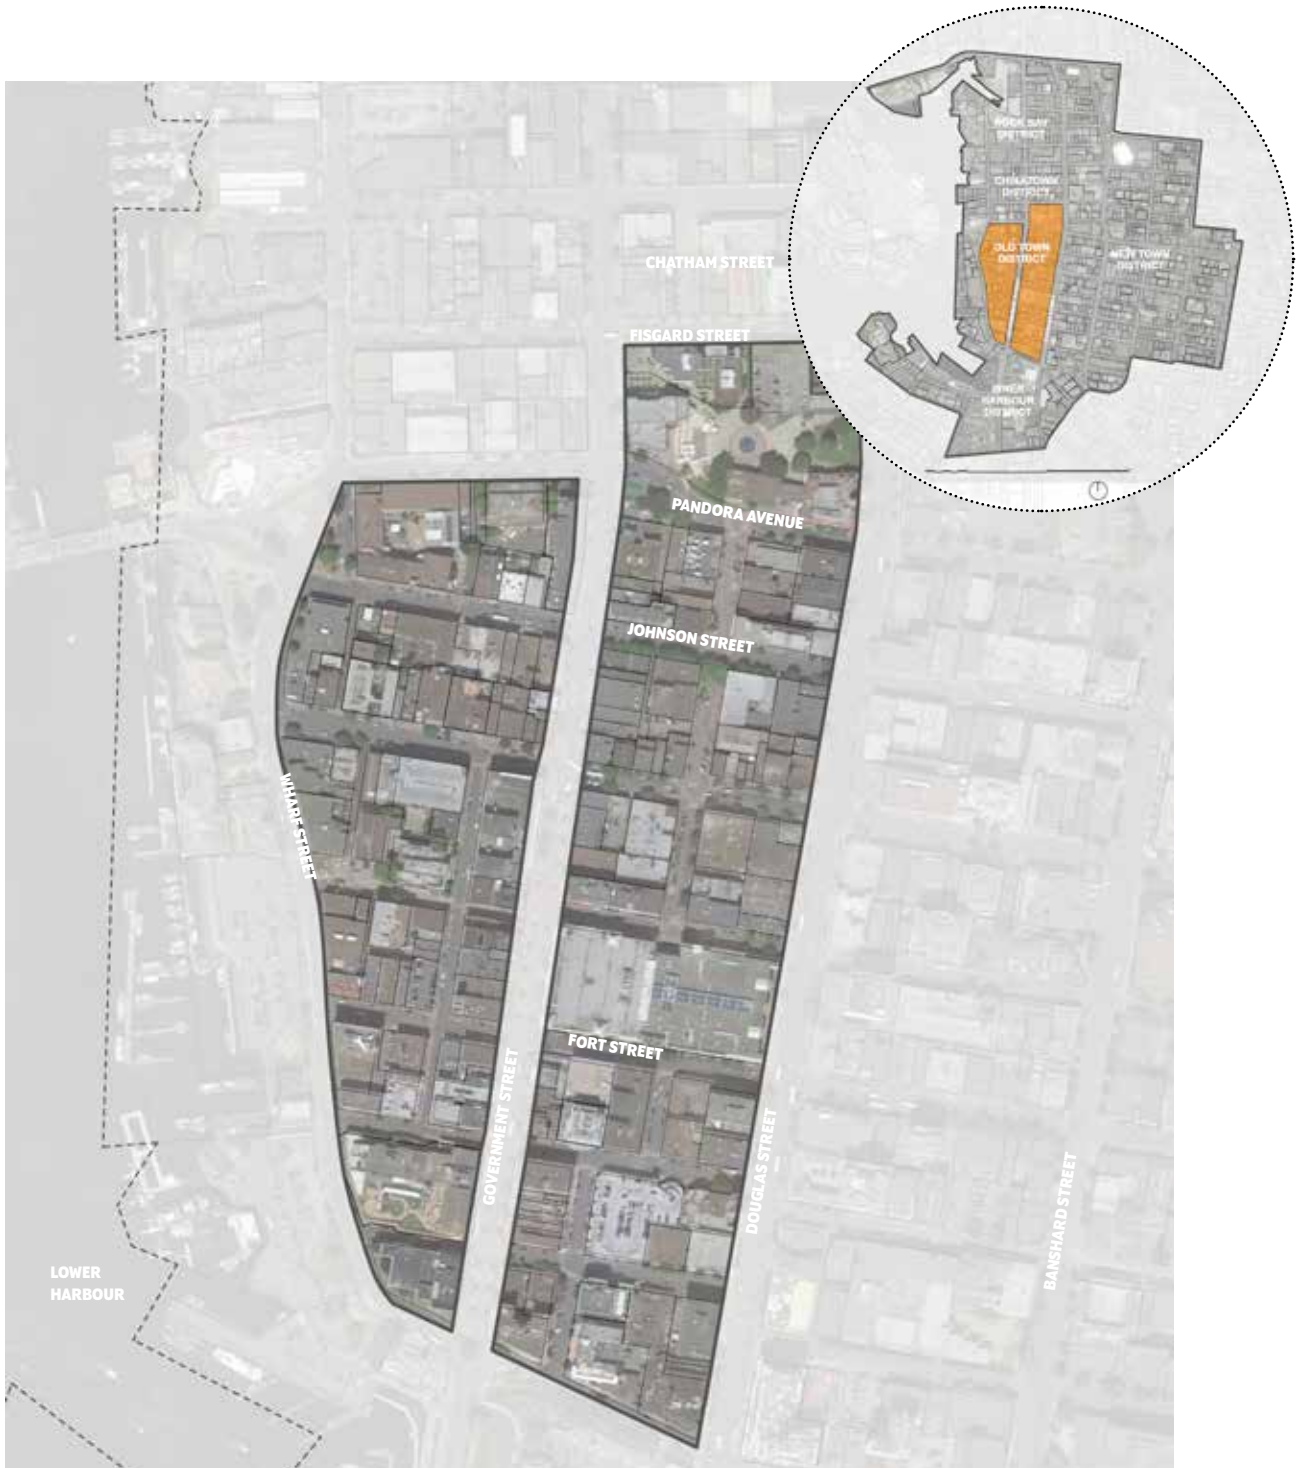 ROCK BAY
DISTRICT
CHINATOWN
DISTRICT
OLD TOWN
DISTRICT
NEW TOWN
DISTRICT
INNER
HARBOUR
DISTRICT
CHATHAM STREET
FISGARD STREET
PANDORA AVENUE
JOHNSON STREET
WHARF STREET
FORT STREET
GOVERNMENT STREET
DOUGLAS STREET
BANSHARD STREET
LOWER
HARBOUR